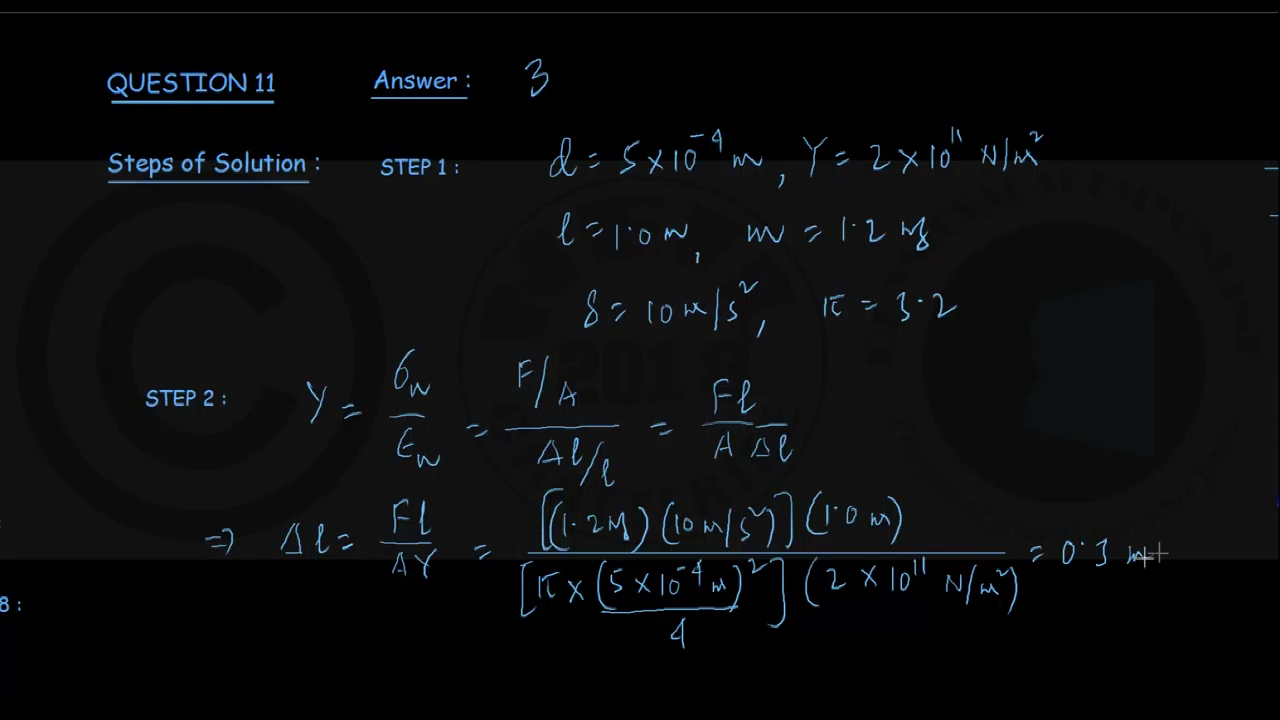 QUESTION 11 Answer : 3
Steps of Solution : STEP 1 : d = 5×10⁻⁴ m, Y = 2×10¹¹ N/m²
l = 1.0 m, m = 1.2 kg
g = 10 m/s², π = 3.2
STEP 2 : Y = σ_w/ε_w = (F/A)/(Δl/l) = Fl/(A Δl)
⇒ Δl = Fl/(AY) = [(1.2 kg)(10 m/s²)](1.0 m)/([π × (5×10⁻⁴ m)²/4](2×10¹¹ N/m²)) = 0.3 m
8 :